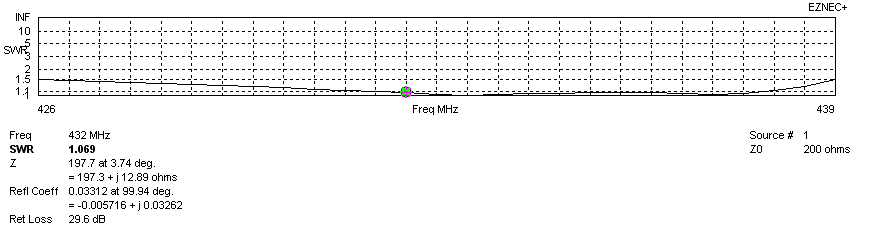 EZNEC+
INF
10
5
SWR
3
2
1.5
1.1
1
426 Freq MHz 439
Freq 432 MHz Source # 1
SWR 1.069 Z0 200 ohms
Z 197.7 at 3.74 deg.
= 197.3 + j 12.89 ohms
Refl Coeff 0.03312 at 99.94 deg.
= -0.005716 + j 0.03262
Ret Loss 29.6 dB